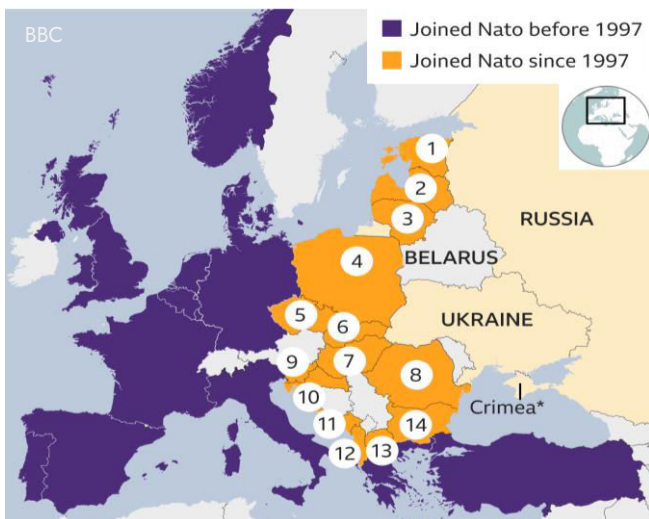 BBC
Joined Nato before 1997
Joined Nato since 1997
1
2
3
RUSSIA
4
BELARUS
5
6
UKRAINE
7
9
8
10
Crimea*
11
14
12
13